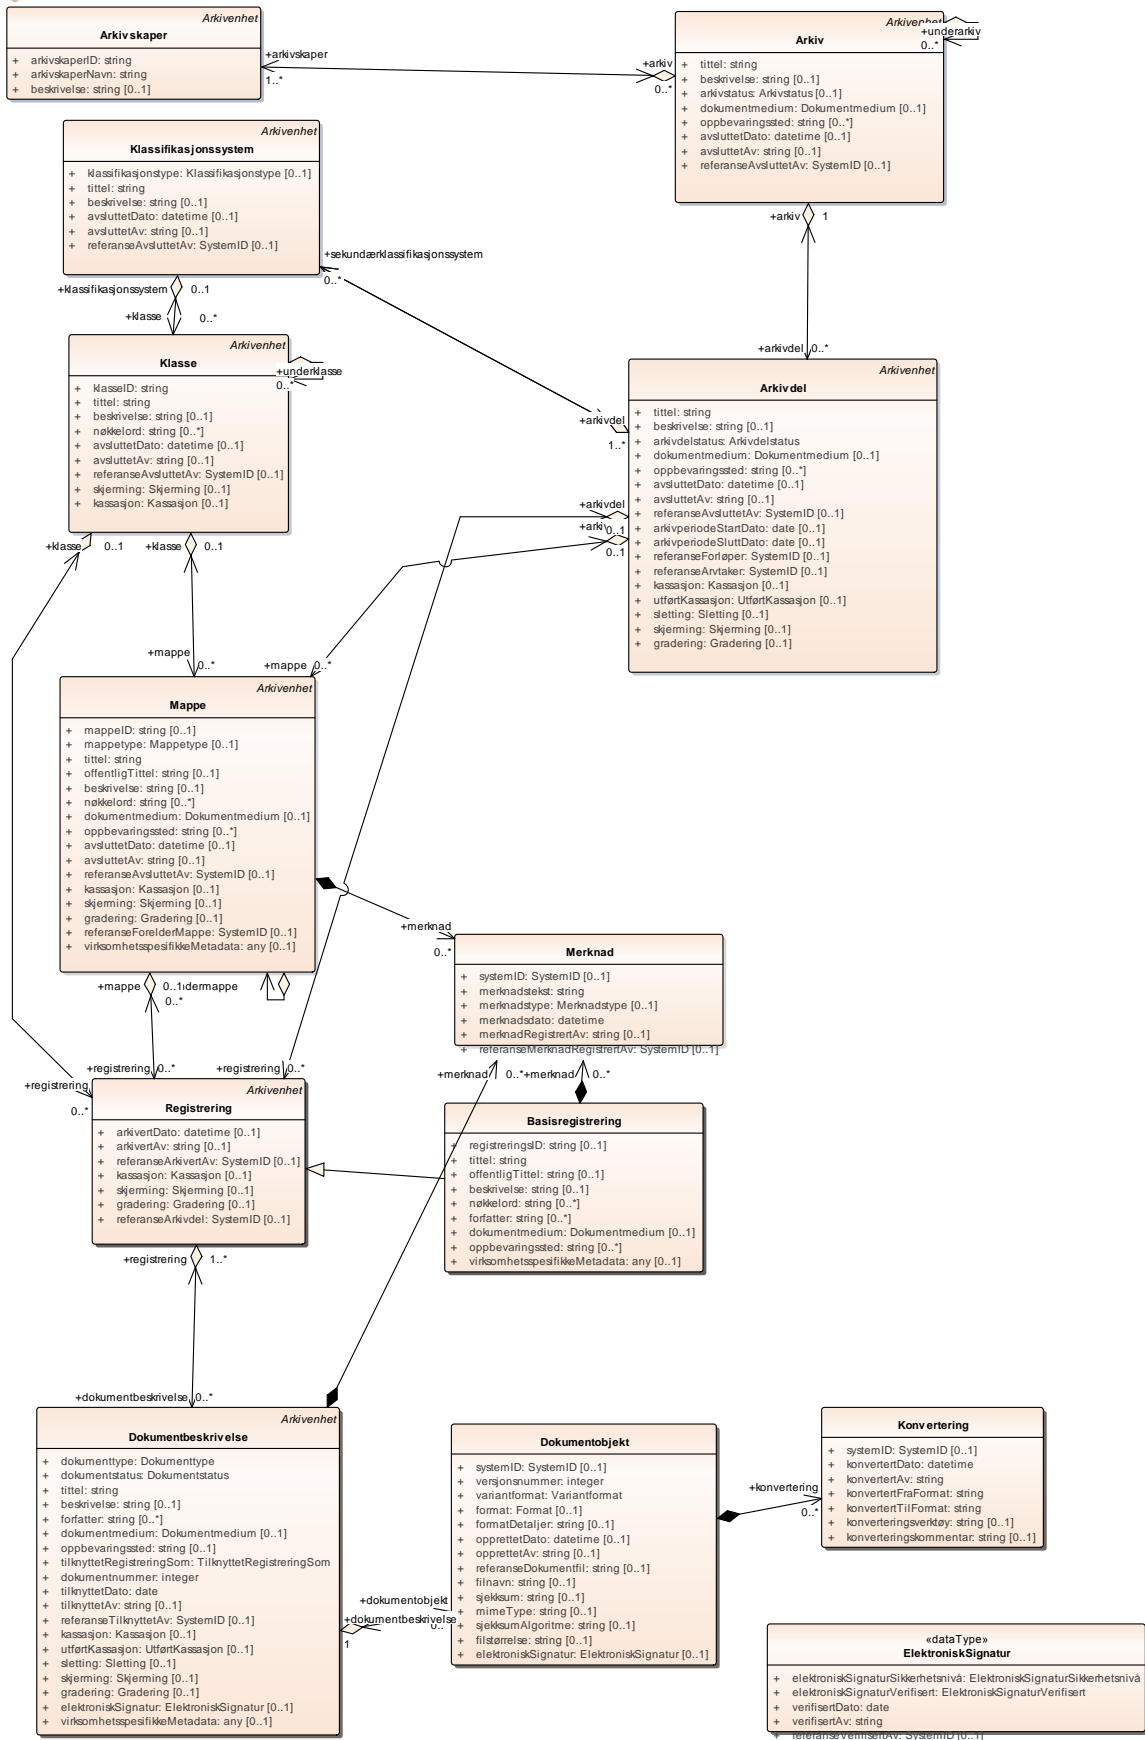 Arkivenhet
Arkivskaper
+ arkivskaperID: string
+ arkivskaperNavn: string
+ beskrivelse: string [0..1]
+arkivskaper
1..*
+arkiv
0..*
Arkivenhet
Arkiv
+ tittel: string
+ beskrivelse: string [0..1]
+ arkivstatus: Arkivstatus [0..1]
+ dokumentmedium: Dokumentmedium [0..1]
+ oppbevaringssted: string [0..*]
+ avsluttetDato: datetime [0..1]
+ avsluttetAv: string [0..1]
+ referanseAvsluttetAv: SystemID [0..1]
+underarkiv
0..*
+arkiv 1
Arkivenhet
Klassifikasjonssystem
+ klassifikasjonstype: Klassifikasjonstype [0..1]
+ tittel: string
+ beskrivelse: string [0..1]
+ avsluttetDato: datetime [0..1]
+ avsluttetAv: string [0..1]
+ referanseAvsluttetAv: SystemID [0..1]
+sekundærklassifikasjonssystem
0..*
+klassifikasjonssystem 0..1
+klasse 0..*
Arkivenhet
Klasse
+ klasseID: string
+ tittel: string
+ beskrivelse: string [0..1]
+ nøkkelord: string [0..*]
+ avsluttetDato: datetime [0..1]
+ avsluttetAv: string [0..1]
+ referanseAvsluttetAv: SystemID [0..1]
+ skjerming: Skjerming [0..1]
+ kassasjon: Kassasjon [0..1]
+underklasse
0..*
+klasse 0..1
+klasse 0..1
+arkivdel 0..*
Arkivenhet
Arkivdel
+ tittel: string
+ beskrivelse: string [0..1]
+ arkivdelstatus: Arkivdelstatus
+ dokumentmedium: Dokumentmedium [0..1]
+ oppbevaringssted: string [0..*]
+ avsluttetDato: datetime [0..1]
+ avsluttetAv: string [0..1]
+ referanseAvsluttetAv: SystemID [0..1]
+ arkivperiodeStartDato: date [0..1]
+ arkivperiodeSluttDato: date [0..1]
+ referanseForløper: SystemID [0..1]
+ referanseArvtaker: SystemID [0..1]
+ kassasjon: Kassasjon [0..1]
+ utførtKassasjon: UtførtKassasjon [0..1]
+ sletting: Sletting [0..1]
+ skjerming: Skjerming [0..1]
+ gradering: Gradering [0..1]
+arkivdel
1..*
+arkivdel
0..1
+arkiv
0..1
+mappe 0..*
+mappe 0..*
Arkivenhet
Mappe
+ mappeID: string [0..1]
+ mappetype: Mappetype [0..1]
+ tittel: string
+ offentligTittel: string [0..1]
+ beskrivelse: string [0..1]
+ nøkkelord: string [0..*]
+ dokumentmedium: Dokumentmedium [0..1]
+ oppbevaringssted: string [0..*]
+ avsluttetDato: datetime [0..1]
+ avsluttetAv: string [0..1]
+ referanseAvsluttetAv: SystemID [0..1]
+ kassasjon: Kassasjon [0..1]
+ skjerming: Skjerming [0..1]
+ gradering: Gradering [0..1]
+ referanseForelderMappe: SystemID [0..1]
+ virksomhetsspesifikkeMetadata: any [0..1]
+mappe 0..1 dermappe
0..*
+merknad
0..*
Merknad
+ systemID: SystemID [0..1]
+ merknadstekst: string
+ merknadstype: Merknadstype [0..1]
+ merknadsdato: datetime
+ merknadRegistrertAv: string [0..1]
+ referanseMerknadRegistrertAv: SystemID [0..1]
+merknad 0..* +merknad 0..*
+registrering 0..*
+registrering 0..*
+registrering
0..*
Arkivenhet
Registrering
+ arkivertDato: datetime [0..1]
+ arkivertAv: string [0..1]
+ referanseArkivertAv: SystemID [0..1]
+ kassasjon: Kassasjon [0..1]
+ skjerming: Skjerming [0..1]
+ gradering: Gradering [0..1]
+ referanseArkivdel: SystemID [0..1]
+registrering 1..*
Basisregistrering
+ registreringsID: string [0..1]
+ tittel: string
+ offentligTittel: string [0..1]
+ beskrivelse: string [0..1]
+ nøkkelord: string [0..*]
+ forfatter: string [0..*]
+ dokumentmedium: Dokumentmedium [0..1]
+ oppbevaringssted: string [0..*]
+ virksomhetsspesifikkeMetadata: any [0..1]
+dokumentbeskrivelse 0..*
Arkivenhet
Dokumentbeskrivelse
+ dokumenttype: Dokumenttype
+ dokumentstatus: Dokumentstatus
+ tittel: string
+ beskrivelse: string [0..1]
+ forfatter: string [0..*]
+ dokumentmedium: Dokumentmedium [0..1]
+ oppbevaringssted: string [0..1]
+ tilknyttetRegistreringSom: TilknyttetRegistreringSom
+ dokumentnummer: integer
+ tilknyttetDato: date
+ tilknyttetAv: string [0..1]
+ referanseTilknyttetAv: SystemID [0..1]
+ kassasjon: Kassasjon [0..1]
+ utførtKassasjon: UtførtKassasjon [0..1]
+ sletting: Sletting [0..1]
+ skjerming: Skjerming [0..1]
+ gradering: Gradering [0..1]
+ elektroniskSignatur: ElektroniskSignatur [0..1]
+ virksomhetsspesifikkeMetadata: any [0..1]
+dokumentobjekt
+dokumentbeskrivelse
1
Dokumentobjekt
+ systemID: SystemID [0..1]
+ versjonsnummer: integer
+ variantformat: Variantformat
+ format: Format [0..1]
+ formatDetaljer: string [0..1]
+ opprettetDato: datetime [0..1]
+ opprettetAv: string [0..1]
+ referanseDokumentfil: string [0..1]
+ filnavn: string [0..1]
+ sjekksum: string [0..1]
+ mimeType: string [0..1]
+ sjekksumAlgoritme: string [0..1]
+ filstørrelse: string [0..1]
+ elektroniskSignatur: ElektroniskSignatur [0..1]
+konvertering
0..*
Konvertering
+ systemID: SystemID [0..1]
+ konvertertDato: datetime
+ konvertertAv: string
+ konvertertFraFormat: string
+ konvertertTilFormat: string
+ konverteringsverktøy: string [0..1]
+ konverteringskommentar: string [0..1]
«dataType»
ElektroniskSignatur
+ elektroniskSignaturSikkerhetsnivå: ElektroniskSignaturSikkerhetsnivå
+ elektroniskSignaturVerifisert: ElektroniskSignaturVerifisert
+ verifisertDato: date
+ verifisertAv: string
+ referanseVerifisertAv: SystemID [0..1]